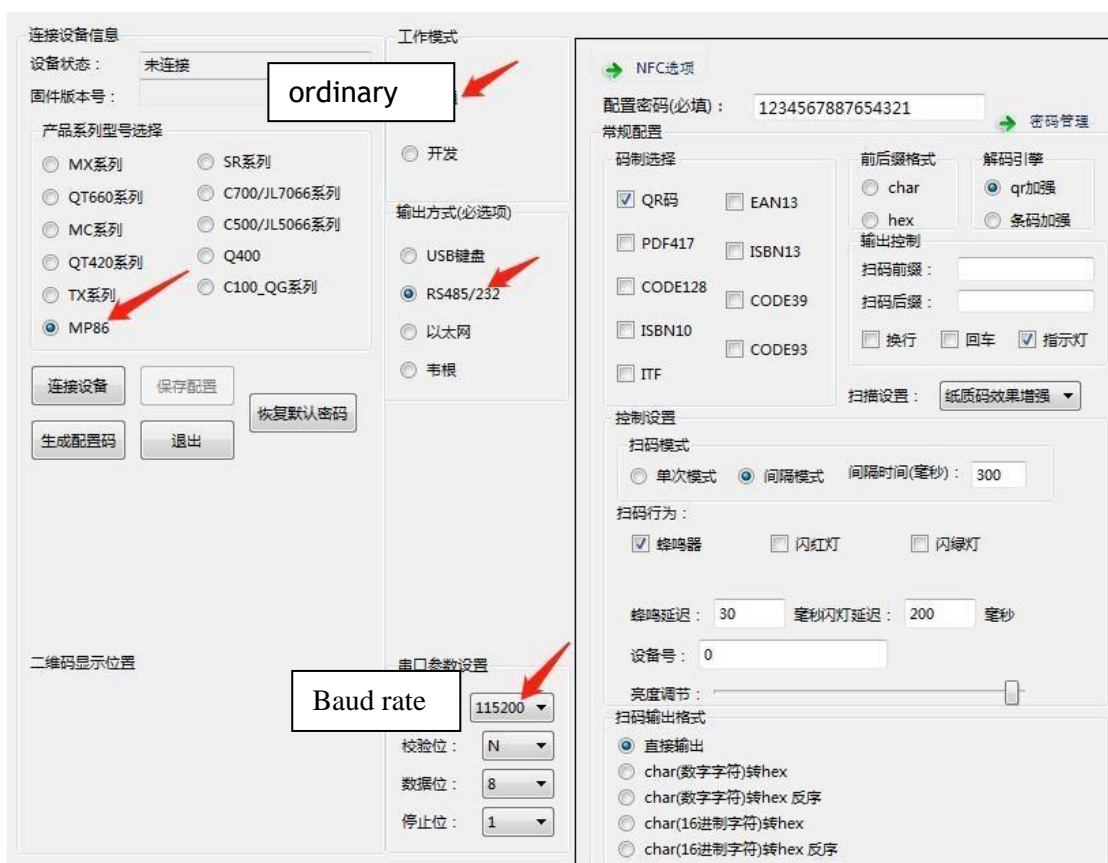 连接设备信息
设备状态： 未连接
固件版本号：
产品系列型号选择
MX系列 SR系列
QT660系列 C700/JL7066系列
MC系列 C500/JL5066系列
QT420系列 Q400
TX系列 C100_QG系列
MP86
连接设备 保存配置
恢复默认密码
生成配置码 退出
二维码显示位置
工作模式
ordinary
开发
输出方式(必选项)
USB键盘
RS485/232
以太网
韦根
串口参数设置
Baud rate 115200
校验位： N
数据位： 8
停止位： 1
NFC选项
配置密码(必填)： 1234567887654321
密码管理
常规配置
码制选择
QR码 EAN13
PDF417 ISBN13
CODE128 CODE39
ISBN10 CODE93
ITF
前后缀格式
char
hex
解码引擎
qr加强
条码加强
输出控制
扫码前缀：
扫码后缀：
换行 回车 指示灯
扫描设置： 纸质码效果增强
控制设置
扫码模式
单次模式 间隔模式 间隔时间(毫秒)： 300
扫码行为：
蜂鸣器 闪红灯 闪绿灯
蜂鸣延迟： 30 毫秒闪灯延迟： 200 毫秒
设备号： 0
亮度调节：
扫码输出格式
直接输出
char(数字字符)转hex
char(数字字符)转hex 反序
char(16进制字符)转hex
char(16进制字符)转hex 反序